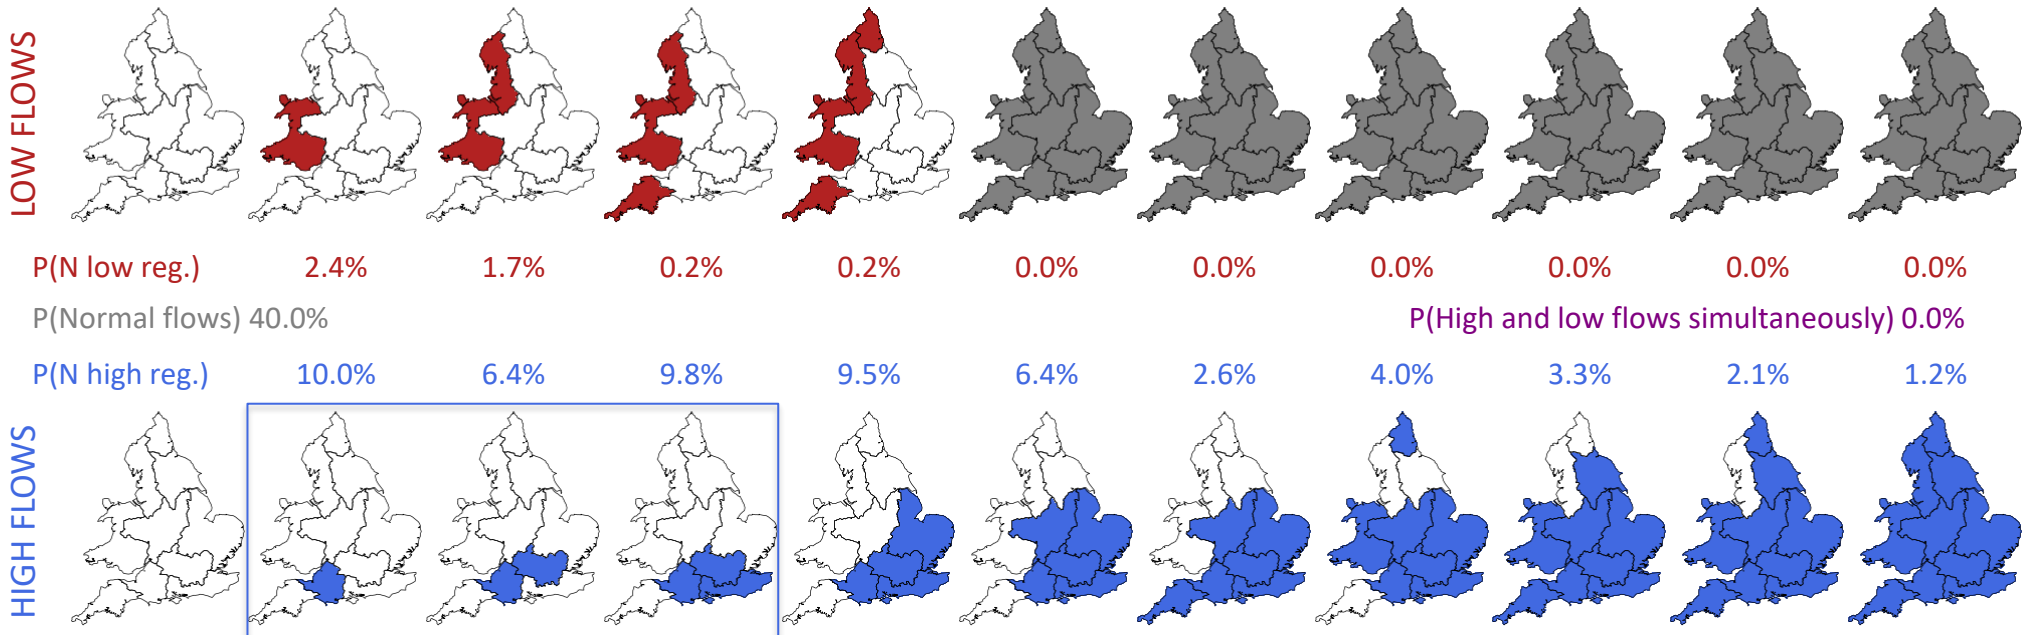 LOW FLOWS
P(N low reg.) 2.4% 1.7% 0.2% 0.2% 0.0% 0.0% 0.0% 0.0% 0.0% 0.0%
P(Normal flows) 40.0% P(High and low flows simultaneously) 0.0%
P(N high reg.) 10.0% 6.4% 9.8% 9.5% 6.4% 2.6% 4.0% 3.3% 2.1% 1.2%
HIGH FLOWS